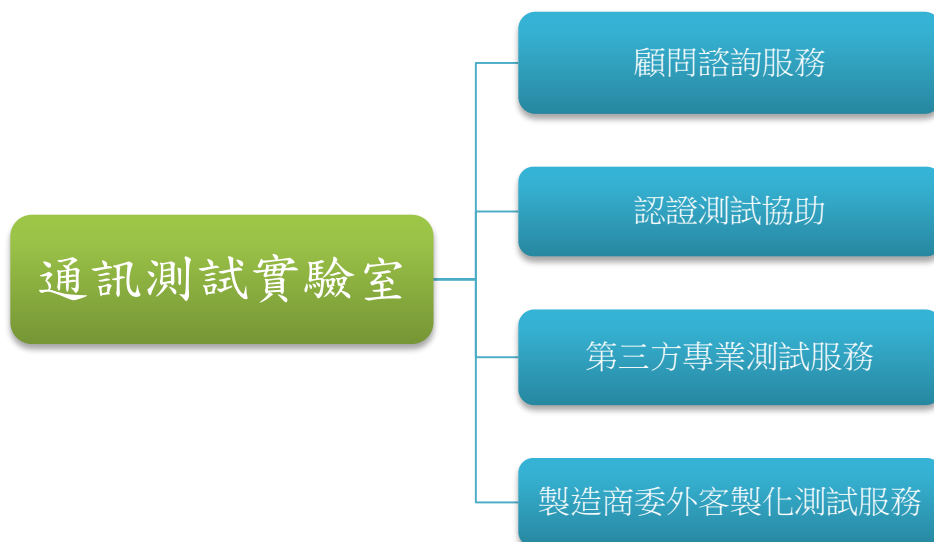 通訊測試實驗室
顧問諮詢服務
認證測試協助
第三方專業測試服務
製造商委外客製化測試服務